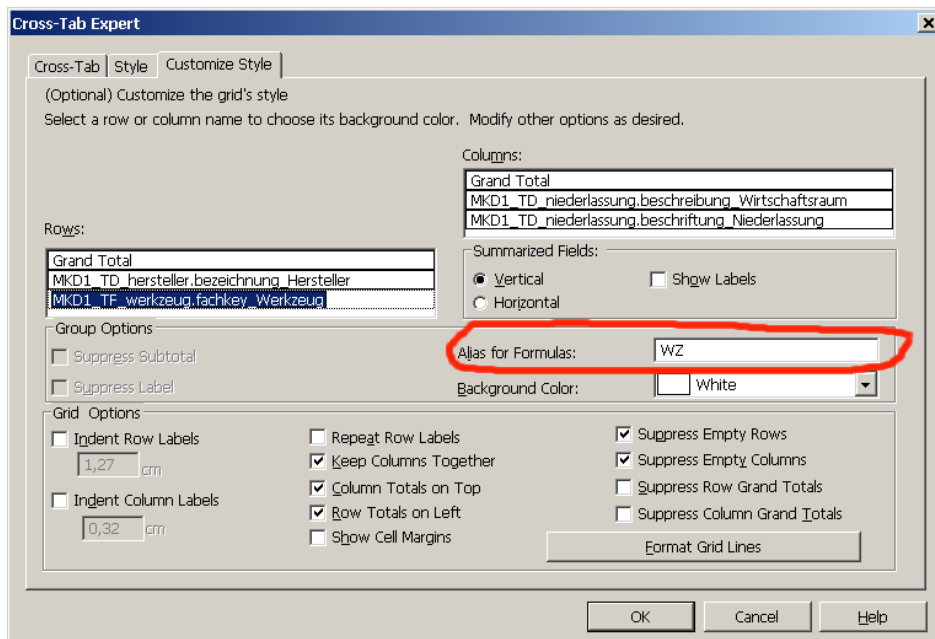 Cross-Tab Expert
Cross-Tab Style Customize Style
(Optional) Customize the grid's style
Select a row or column name to choose its background color. Modify other options as desired.
Columns:
Grand Total
MKD1_TD_niederlassung.beschreibung_Wirtschaftsraum
MKD1_TD_niederlassung.beschriftung_Niederlassung
Rows:
Grand Total
MKD1_TD_hersteller.bezeichnung_Hersteller
MKD1_TF_werkzeug.fachkey_Werkzeug
Summarized Fields:
Vertical Show Labels
Horizontal
Group Options
Suppress Subtotal
Suppress Label
Alias for Formulas: WZ
Background Color: White
Grid Options
Indent Row Labels
1,27 cm
Indent Column Labels
0,32 cm
Repeat Row Labels
Keep Columns Together
Column Totals on Top
Row Totals on Left
Show Cell Margins
Suppress Empty Rows
Suppress Empty Columns
Suppress Row Grand Totals
Suppress Column Grand Totals
Format Grid Lines
OK Cancel Help